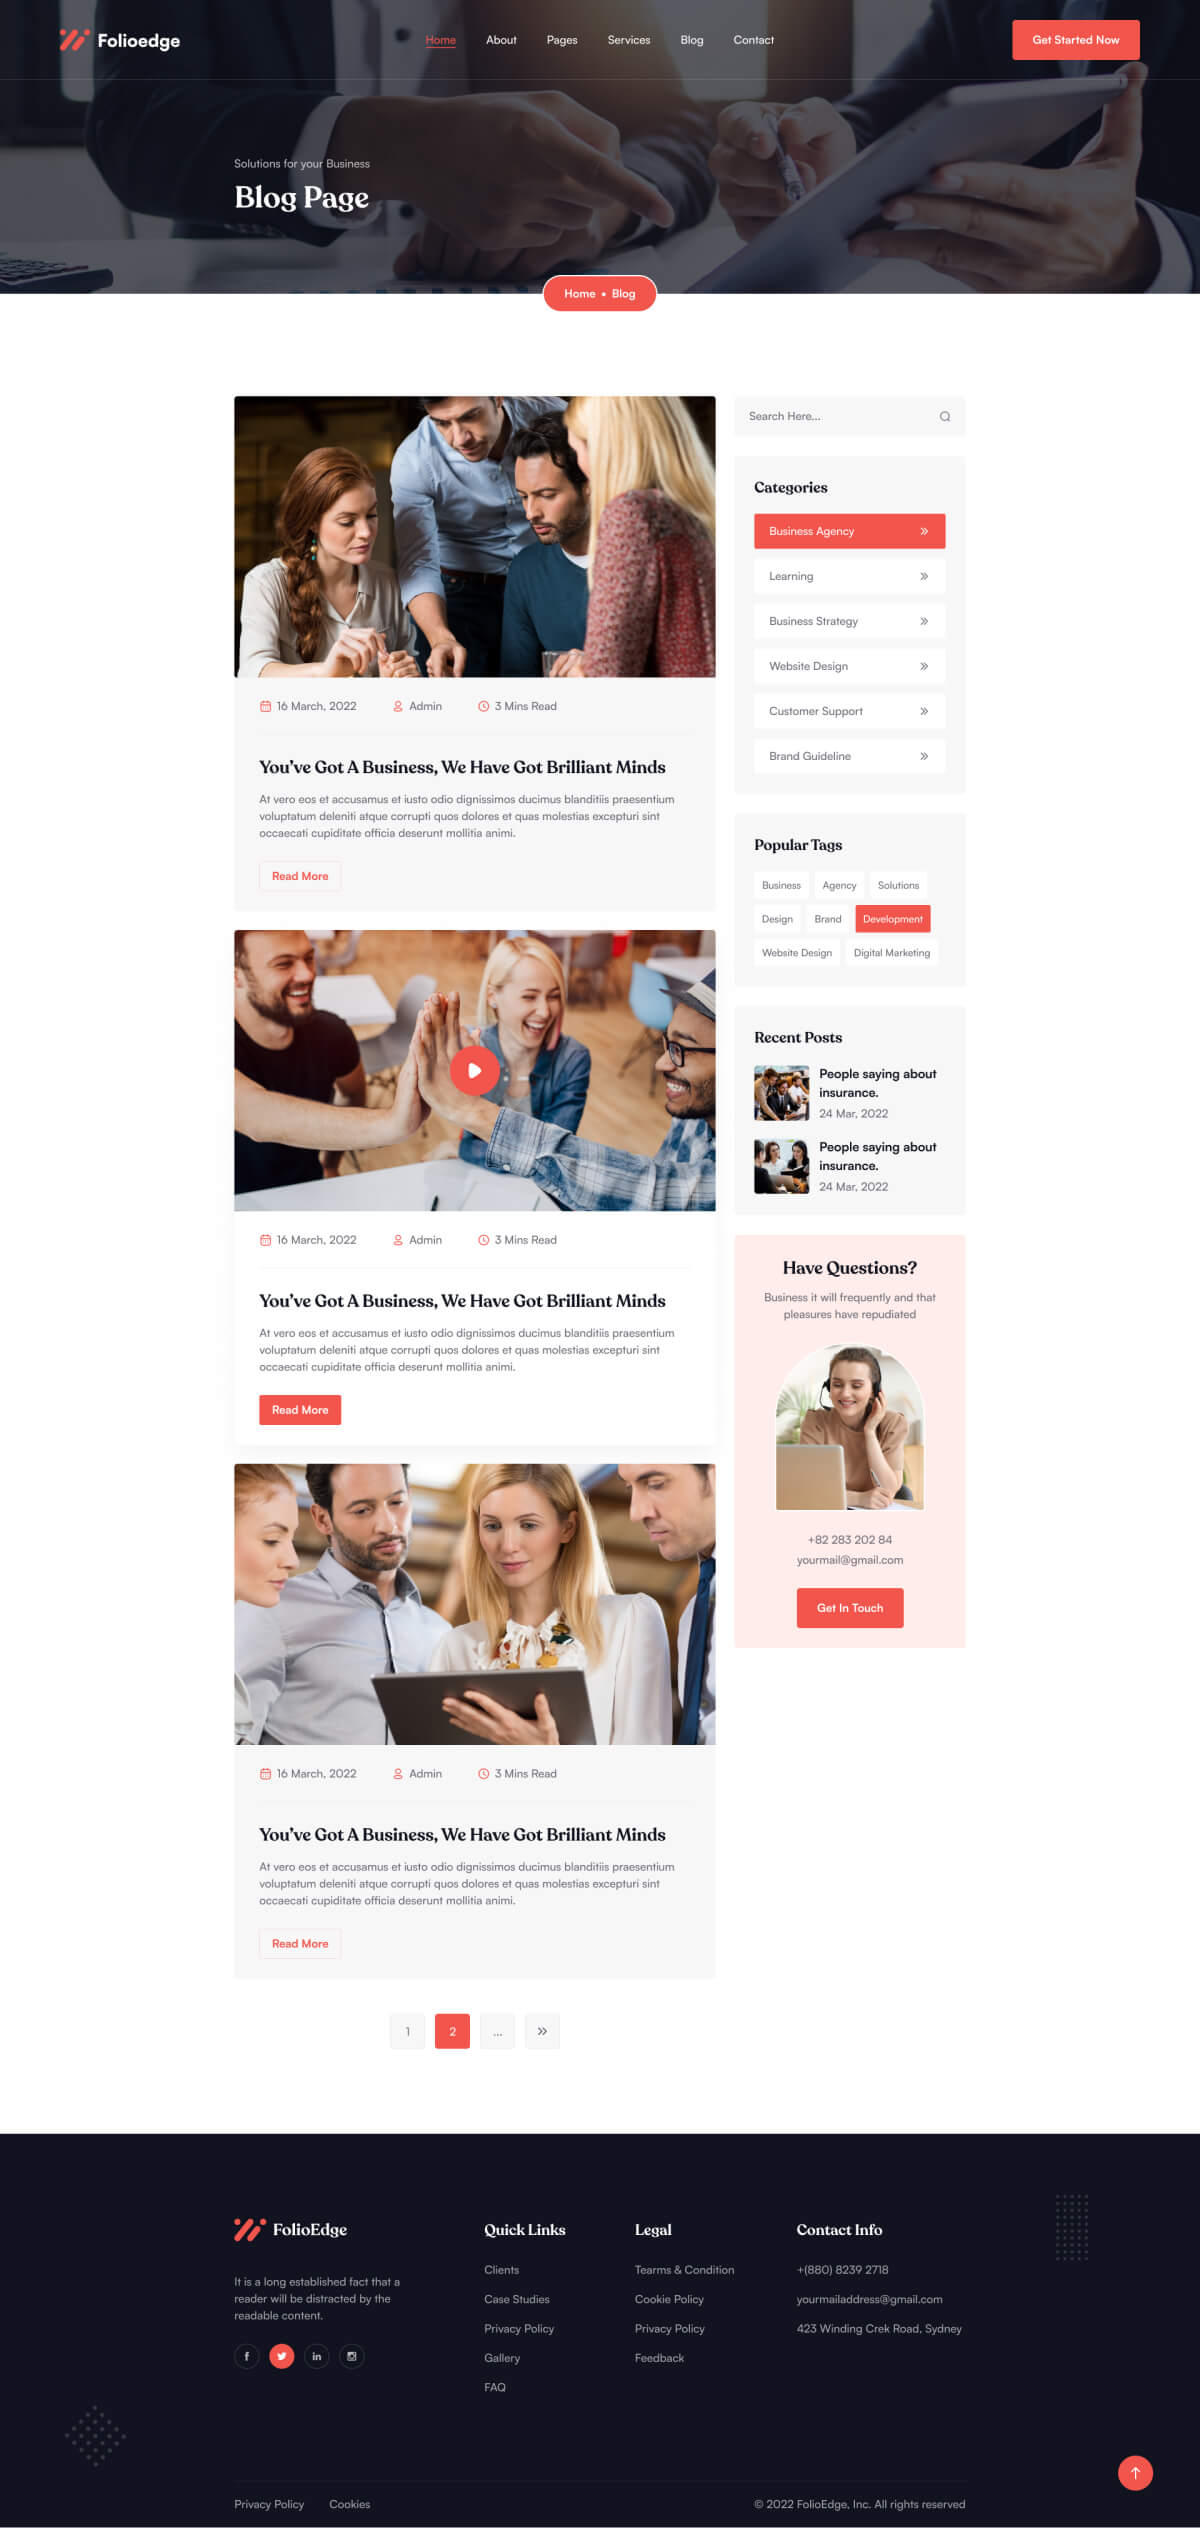 Folioedge
Home
About
Pages
Services
Blog
Contact
Get Started Now
Solutions for your Business
Blog Page
Home • Blog
16 March, 2022
Admin
3 Mins Read
You've Got A Business, We Have Got Brilliant Minds
At vero eos et accusamus et iusto odio dignissimos ducimus blanditiis praesentium
voluptatum deleniti atque corrupti quos dolores et quas molestias excepturi sint
occaecati cupiditate officia deserunt mollitia animi.
Read More
16 March, 2022
Admin
3 Mins Read
You've Got A Business, We Have Got Brilliant Minds
At vero eos et accusamus et iusto odio dignissimos ducimus blanditiis praesentium
voluptatum deleniti atque corrupti quos dolores et quas molestias excepturi sint
occaecati cupiditate officia deserunt mollitia animi.
Read More
16 March, 2022
Admin
3 Mins Read
You've Got A Business, We Have Got Brilliant Minds
At vero eos et accusamus et iusto odio dignissimos ducimus blanditiis praesentium
voluptatum deleniti atque corrupti quos dolores et quas molestias excepturi sint
occaecati cupiditate officia deserunt mollitia animi.
Read More
1
2
...
»
Search Here...
Categories
Business Agency »
Learning »
Business Strategy »
Website Design »
Customer Support »
Brand Guideline »
Popular Tags
Business
Agency
Solutions
Design
Brand
Development
Website Design
Digital Marketing
Recent Posts
People saying about
insurance.
24 Mar, 2022
People saying about
insurance.
24 Mar, 2022
Have Questions?
Business it will frequently and that
pleasures have repudiated
+82 283 202 84
yourmail@gmail.com
Get In Touch
FolioEdge
It is a long established fact that a
reader will be distracted by the
readable content.
Quick Links
Clients
Case Studies
Privacy Policy
Gallery
FAQ
Legal
Tearms & Condition
Cookie Policy
Privacy Policy
Feedback
Contact Info
+(880) 8239 2718
yourmailaddress@gmail.com
423 Winding Crek Road, Sydney
Privacy Policy
Cookies
© 2022 FolioEdge, Inc. All rights reserved